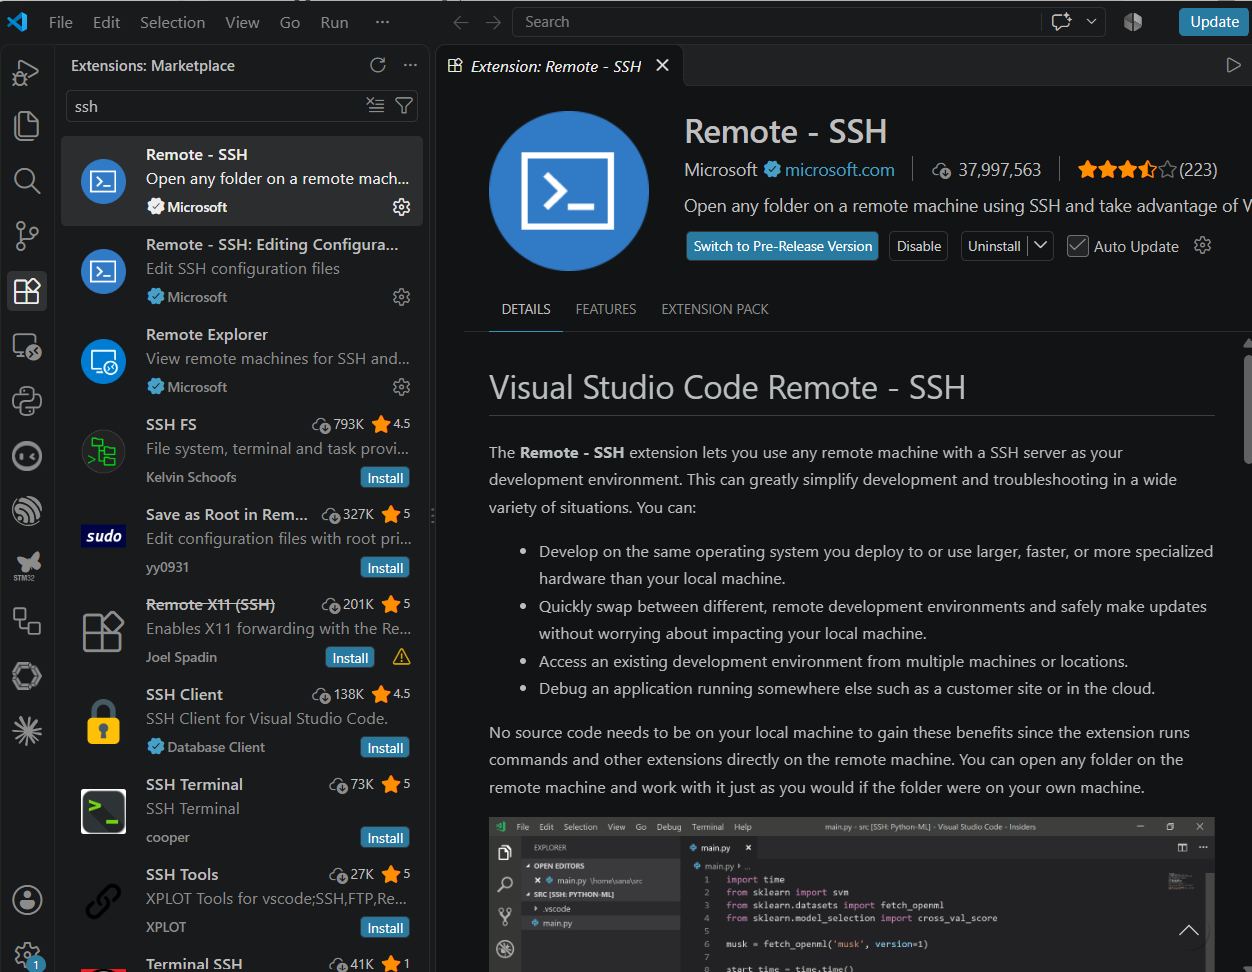 File Edit Selection View Go Run ···
Search
Update
Extensions: Marketplace
ssh
Remote - SSH
Open any folder on a remote mach...
Microsoft
Remote - SSH: Editing Configura...
Edit SSH configuration files
Microsoft
Remote Explorer
View remote machines for SSH and...
Microsoft
SSH FS 793K 4.5
File system, terminal and task provi...
Kelvin Schoofs Install
Save as Root in Rem... 327K 5
sudo
Edit configuration files with root pri...
yy0931 Install
Remote X11 (SSH) 201K 5
Enables X11 forwarding with the Re...
Joel Spadin Install
SSH Client 138K 4.5
SSH Client for Visual Studio Code.
Database Client Install
SSH Terminal 73K 5
SSH Terminal
cooper Install
SSH Tools 27K 5
XPLOT Tools for vscode;SSH,FTP,Re...
XPLOT Install
Terminal SSH 41K 1
STM32
1
Extension: Remote - SSH
Remote - SSH
Microsoft microsoft.com 37,997,563 (223)
Open any folder on a remote machine using SSH and take advantage of V
Switch to Pre-Release Version Disable Uninstall Auto Update
DETAILS FEATURES EXTENSION PACK
Visual Studio Code Remote - SSH
The Remote - SSH extension lets you use any remote machine with a SSH server as your
development environment. This can greatly simplify development and troubleshooting in a wide
variety of situations. You can:
• Develop on the same operating system you deploy to or use larger, faster, or more specialized
hardware than your local machine.
• Quickly swap between different, remote development environments and safely make updates
without worrying about impacting your local machine.
• Access an existing development environment from multiple machines or locations.
• Debug an application running somewhere else such as a customer site or in the cloud.
No source code needs to be on your local machine to gain these benefits since the extension runs
commands and other extensions directly on the remote machine. You can open any folder on the
remote machine and work with it just as you would if the folder were on your own machine.
File Edit Selection View Go Debug Terminal Help main.py - src [SSH: Python-ML] - Visual Studio Code - Insiders
EXPLORER
OPEN EDITORS
main.py \home\sana\src
SRC [SSH: PYTHON-ML]
.vscode
main.py
main.py
main.py ...
1 import time
2 from sklearn import svm
3 from sklearn.datasets import fetch_openml
4 from sklearn.model_selection import cross_val_score
5
6 musk = fetch_openml('musk', version=1)
7
8 start_time = time.time()